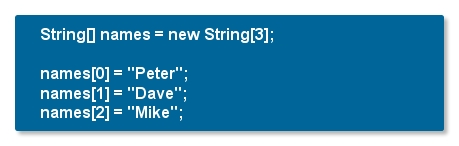 String[] names = new String[3];
names[0] = "Peter";
names[1] = "Dave";
names[2] = "Mike";